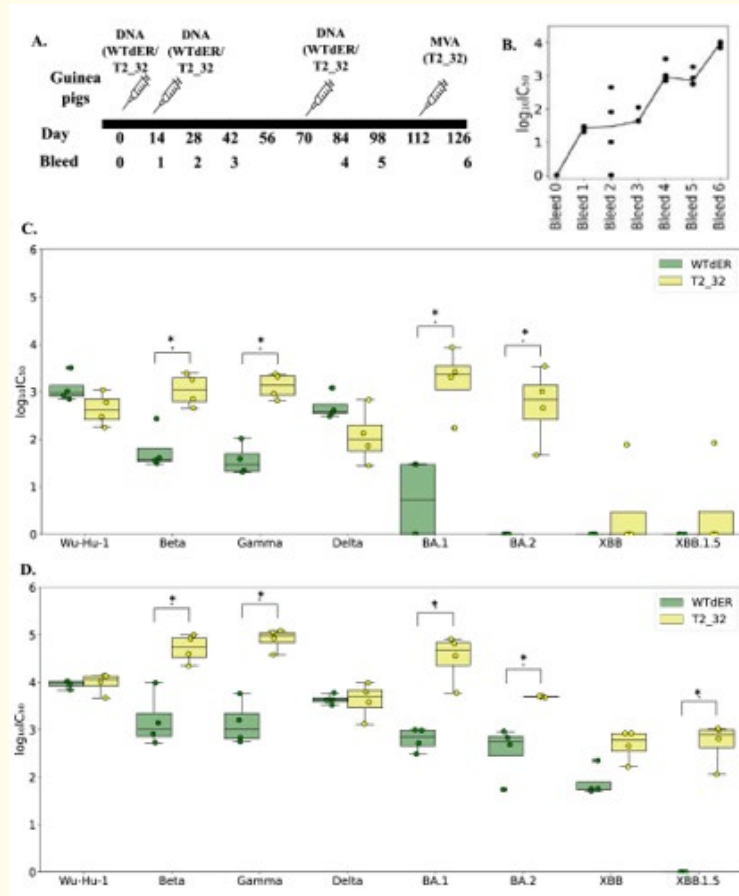 A.
DNA DNA DNA MVA
(WTdER/ (WTdER/ (WTdER/ (T2_32)
T2_32 T2_32 T2_32
Guinea
pigs
Day 0 14 28 42 56 70 84 98 112 126
Bleed 0 1 2 3 4 5 6
B.
log₁₀IC₅₀
4
3
2
1
0
Bleed 0
Bleed 1
Bleed 2
Bleed 3
Bleed 4
Bleed 5
Bleed 6
C.
log₁₀IC₅₀
6
5
4
3
2
1
0
WTdER
T2_32
* * * *
Wu-Hu-1 Beta Gamma Delta BA.1 BA.2 XBB XBB.1.5
D.
log₁₀IC₅₀
6
5
4
3
2
1
0
WTdER
T2_32
* * * * *
Wu-Hu-1 Beta Gamma Delta BA.1 BA.2 XBB XBB.1.5